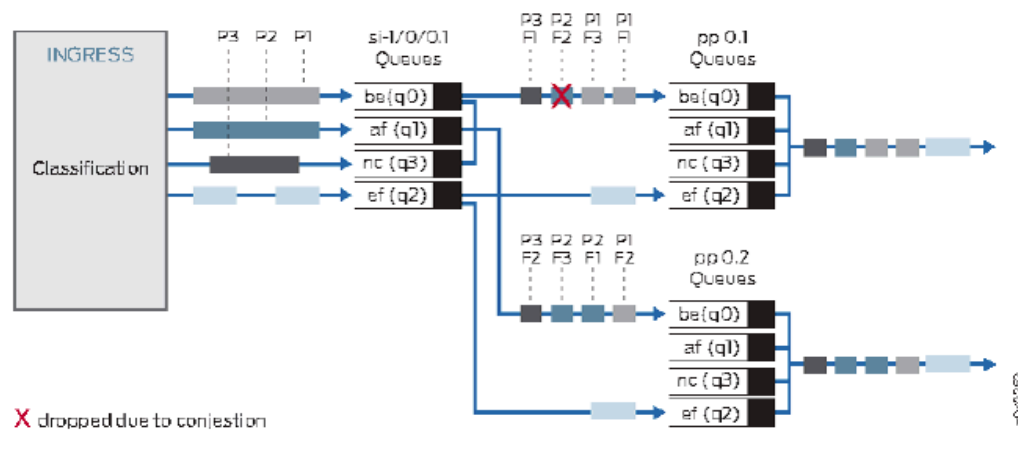 INGRESS
Classification
P3 P2 P1
si-1/0/0.1
Queues
be(q0)
af (q1)
nc (q3)
ef (q2)
P3 P2 P1 P1
F1 F2 F3 F1
pp 0.1
Queues
be(q0)
af (q1)
nc (q3)
ef (q2)
P3 P2 P2 P1
F2 F3 F1 F2
pp 0.2
Queues
be(q0)
af (q1)
nc (q3)
ef (q2)
X dropped due to conjestion